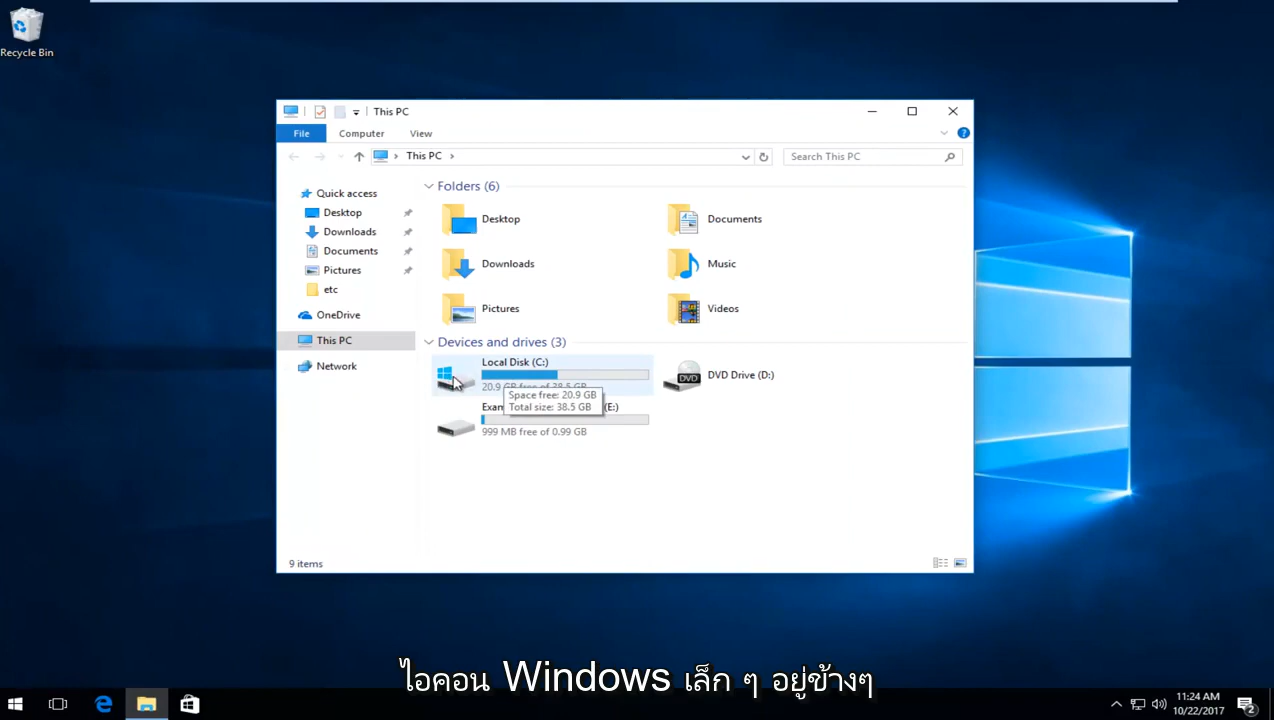 Recycle Bin
This PC
File Computer View
This PC
Search This PC
Quick access
Desktop
Downloads
Documents
Pictures
etc
OneDrive
This PC
Network
Folders (6)
Desktop
Documents
Downloads
Music
Pictures
Videos
Devices and drives (3)
Local Disk (C:)
20.9 GB free of 38.5 GB
DVD Drive (D:)
DVD
Space free: 20.9 GB
Total size: 38.5 GB
(E:)
999 MB free of 0.99 GB
9 items
ไอคอน Windows เล็ก ๆ อยู่ข้างๆ
11:24 AM
10/22/2017
2